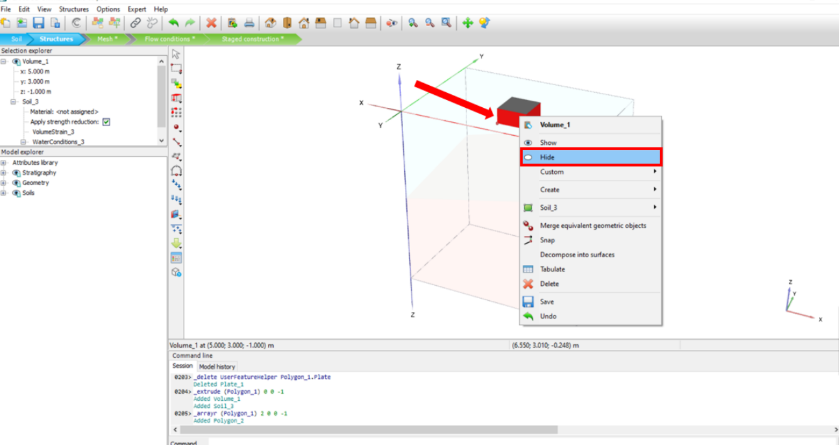 File Edit View Structures Options Expert Help
Soil Structures Mesh * Flow conditions * Staged construction *
Selection explorer
Volume_1
x: 5.000 m
y: 3.000 m
z: -1.000 m
Soil_3
Material: <not assigned>
Apply strength reduction:
VolumeStrain_3
WaterConditions_3
Model explorer
Attributes library
Stratigraphy
Geometry
Soils
Z
Y
X
Y
Z
Volume_1
Show
Hide
Custom
Create
Soil_3
Merge equivalent geometric objects
Snap
Decompose into surfaces
Tabulate
Delete
Save
Undo
Z
Y
X
Volume_1 at (5.000; 3.000; -1.000) m (6.550; 3.010; -0.248) m
Command line
Session Model history
0203> _delete UserFeatureHelper Polygon_1.Plate
Deleted Plate_1
0204> _extrude (Polygon_1) 0 0 -1
Added Volume_1
Added Soil_3
0205> _arrayr (Polygon_1) 2 0 0 -1
Added Polygon_2
Command